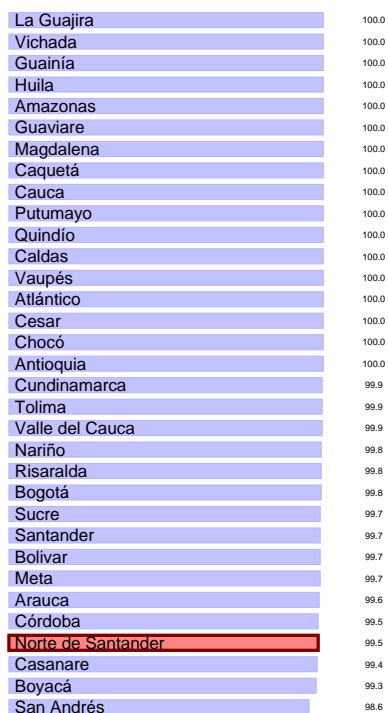 La Guajira 100.0
Vichada 100.0
Guainía 100.0
Huila 100.0
Amazonas 100.0
Guaviare 100.0
Magdalena 100.0
Caquetá 100.0
Cauca 100.0
Putumayo 100.0
Quindío 100.0
Caldas 100.0
Vaupés 100.0
Atlántico 100.0
Cesar 100.0
Chocó 100.0
Antioquia 100.0
Cundinamarca 99.9
Tolima 99.9
Valle del Cauca 99.9
Nariño 99.8
Risaralda 99.8
Bogotá 99.8
Sucre 99.7
Santander 99.7
Bolivar 99.7
Meta 99.7
Arauca 99.6
Córdoba 99.5
Norte de Santander 99.5
Casanare 99.4
Boyacá 99.3
San Andrés 98.6